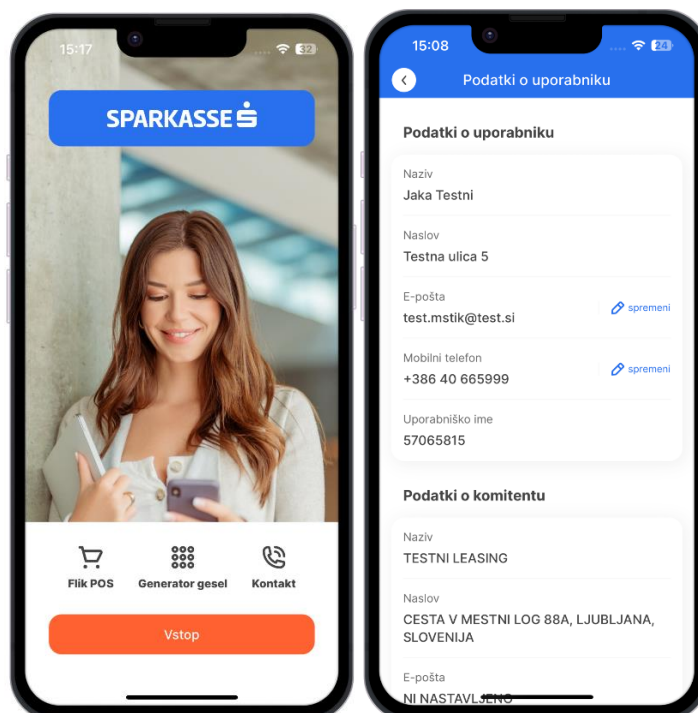 15:17
32
SPARKASSE
Flik POS
Generator gesel
Kontakt
Vstop
15:08
24
Podatki o uporabniku
Podatki o uporabniku
Naziv
Jaka Testni
Naslov
Testna ulica 5
E-pošta
test.mstik@test.si
spremeni
Mobilni telefon
+386 40 665999
spremeni
Uporabniško ime
57065815
Podatki o komitentu
Naziv
TESTNI LEASING
Naslov
CESTA V MESTNI LOG 88A, LJUBLJANA,
SLOVENIJA
E-pošta
NI NASTAVLJENO